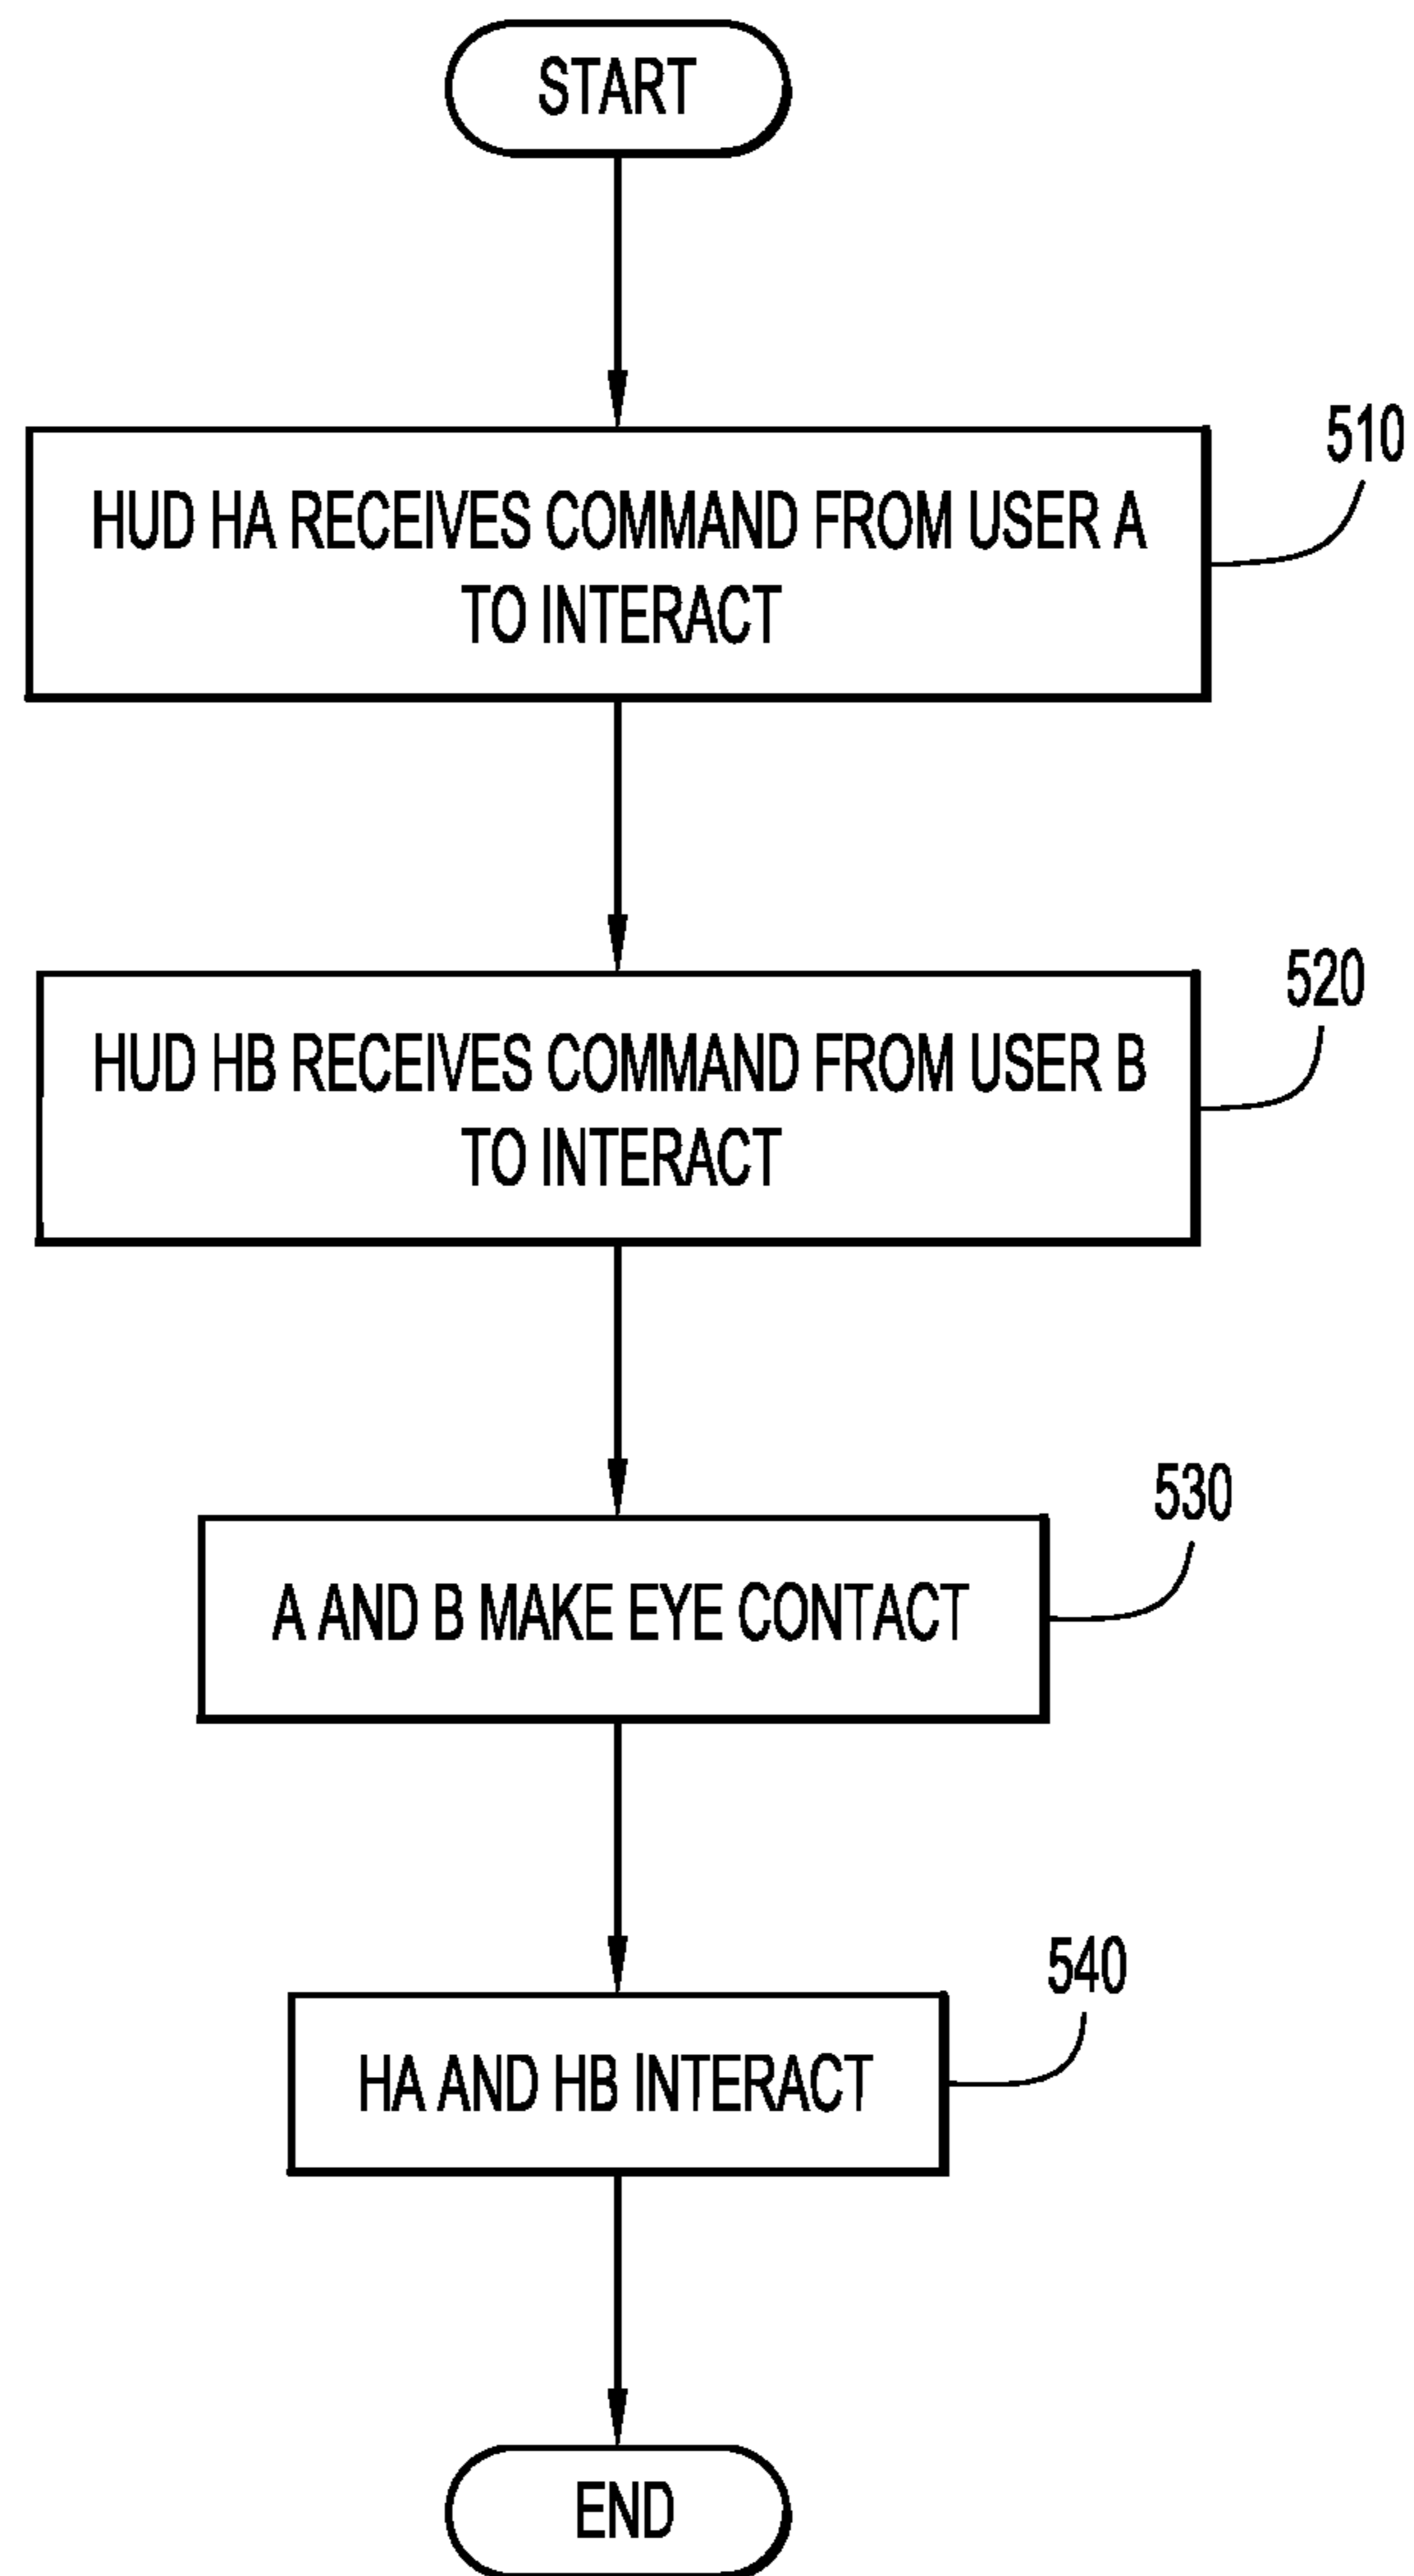 START
510
HUD HA RECEIVES COMMAND FROM USER A
TO INTERACT
520
HUD HB RECEIVES COMMAND FROM USER B
TO INTERACT
530
A AND B MAKE EYE CONTACT
540
HA AND HB INTERACT
END